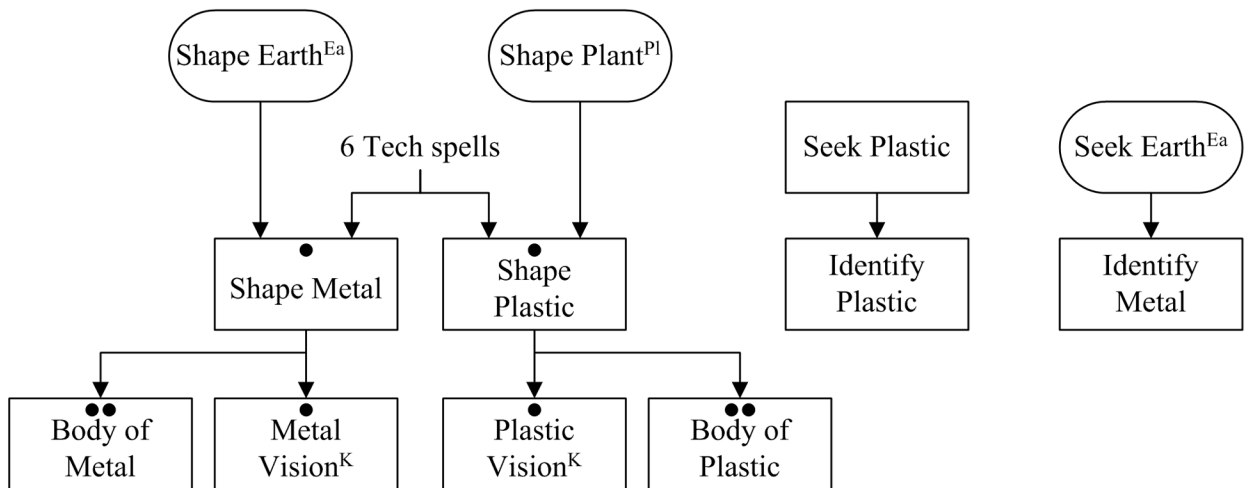 Shape Earth^Ea
Shape Plant^Pl
6 Tech spells
Seek Plastic
Seek Earth^Ea
Shape Metal
Shape
Plastic
Identify
Plastic
Identify
Metal
Body of
Metal
Metal
Vision^K
Plastic
Vision^K
Body of
Plastic